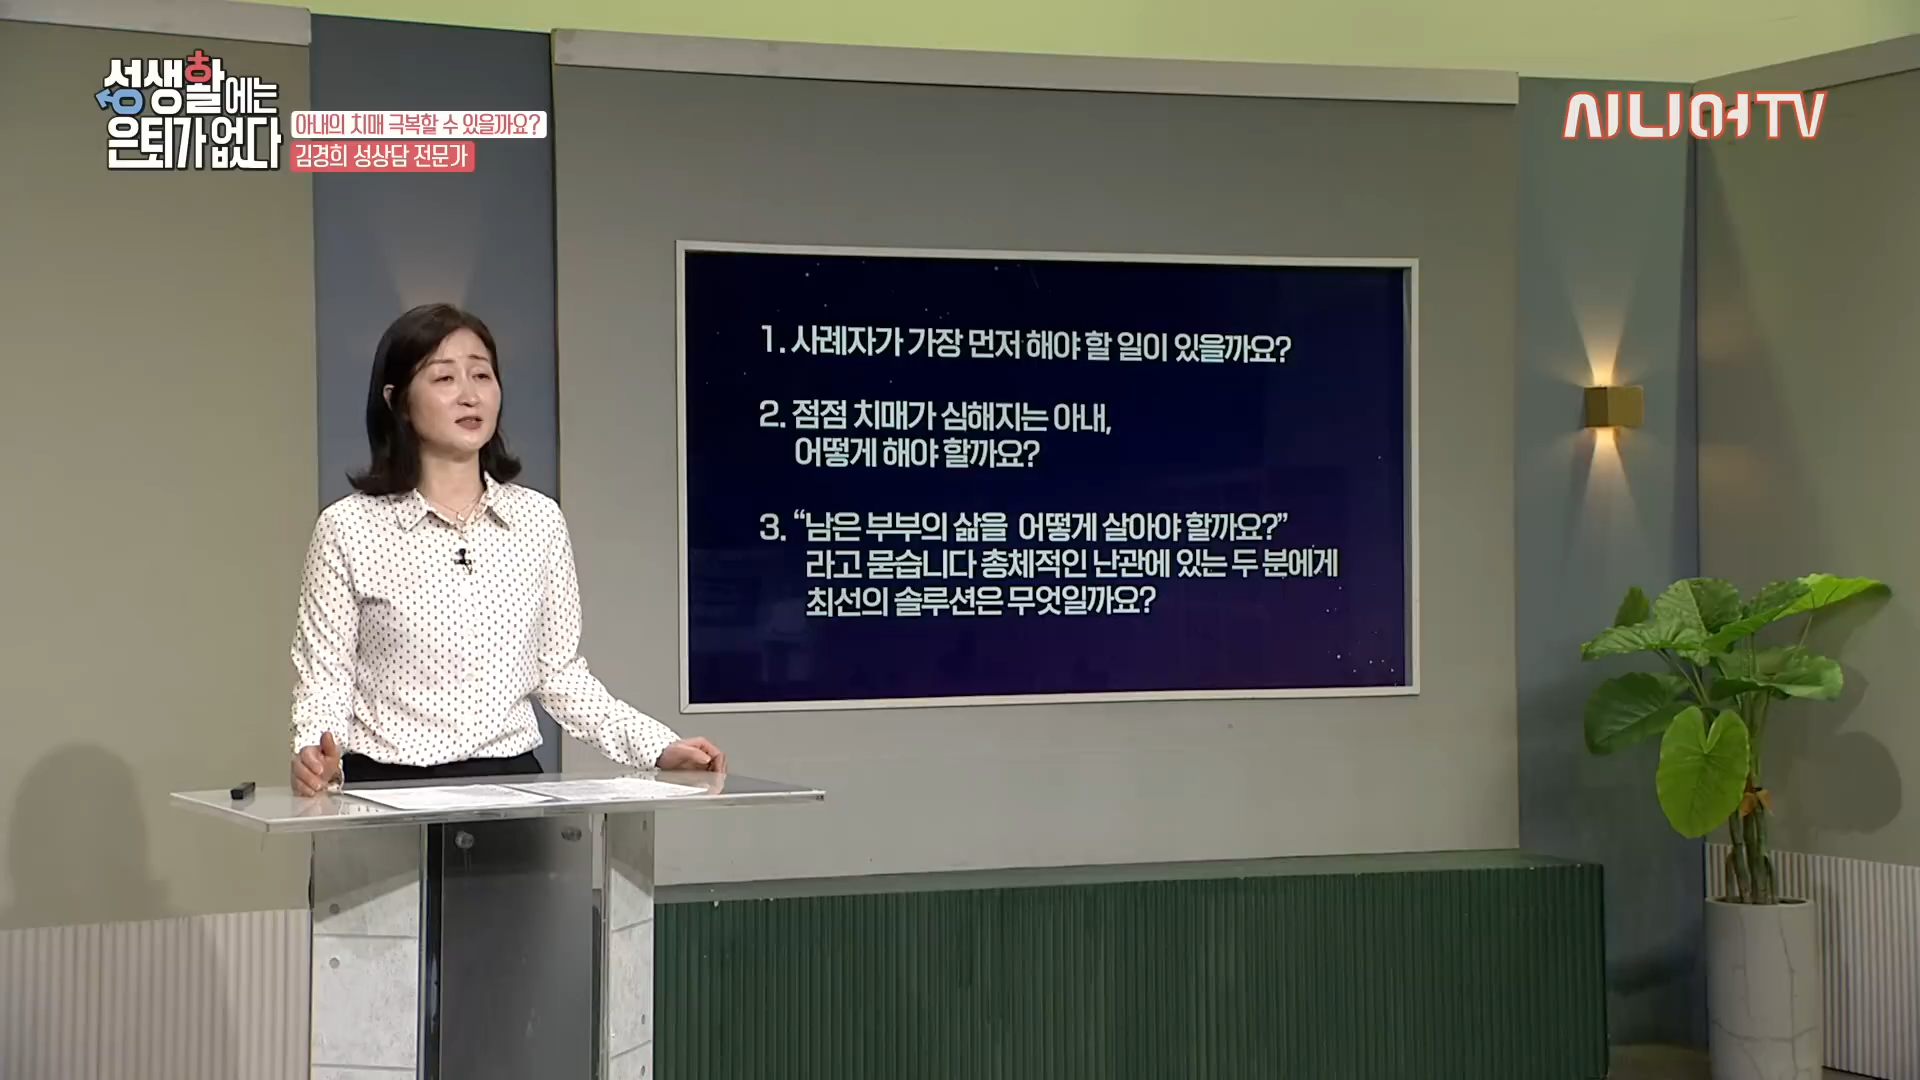 성생활에는
은퇴가 없다
아내의 치매 극복할 수 있을까요?
김경희 성상담 전문가
시니어TV
1. 사례자가 가장 먼저 해야 할 일이 있을까요?
2. 점점 치매가 심해지는 아내,
어떻게 해야 할까요?
3. “남은 부부의 삶을 어떻게 살아야 할까요?”
라고 묻습니다 총체적인 난관에 있는 두 분에게
최선의 솔루션은 무엇일까요?